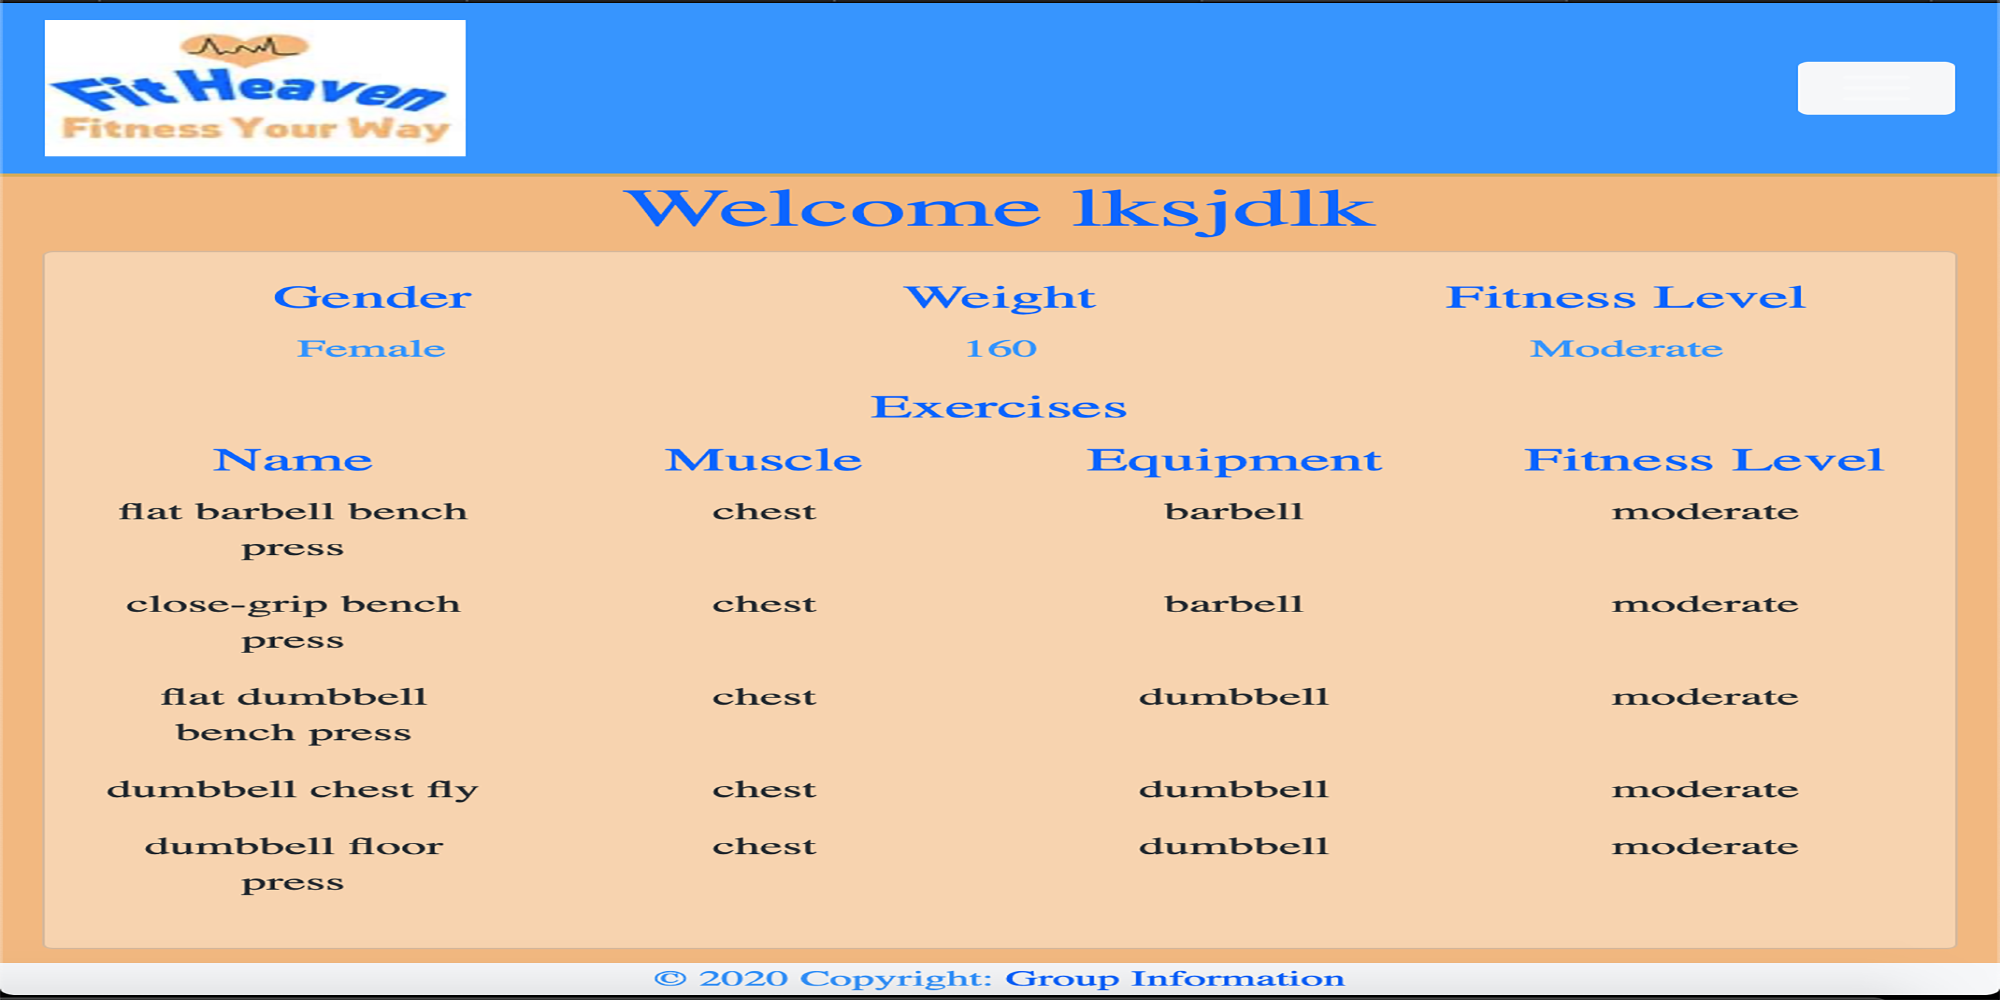 Fit Heaven
Fitness Your Way
Welcome lksjdlk
Gender Weight Fitness Level
Female 160 Moderate
Exercises
Name Muscle Equipment Fitness Level
flat barbell bench chest barbell moderate
press
close-grip bench chest barbell moderate
press
flat dumbbell chest dumbbell moderate
bench press
dumbbell chest fly chest dumbbell moderate
dumbbell floor chest dumbbell moderate
press
© 2020 Copyright: Group Information